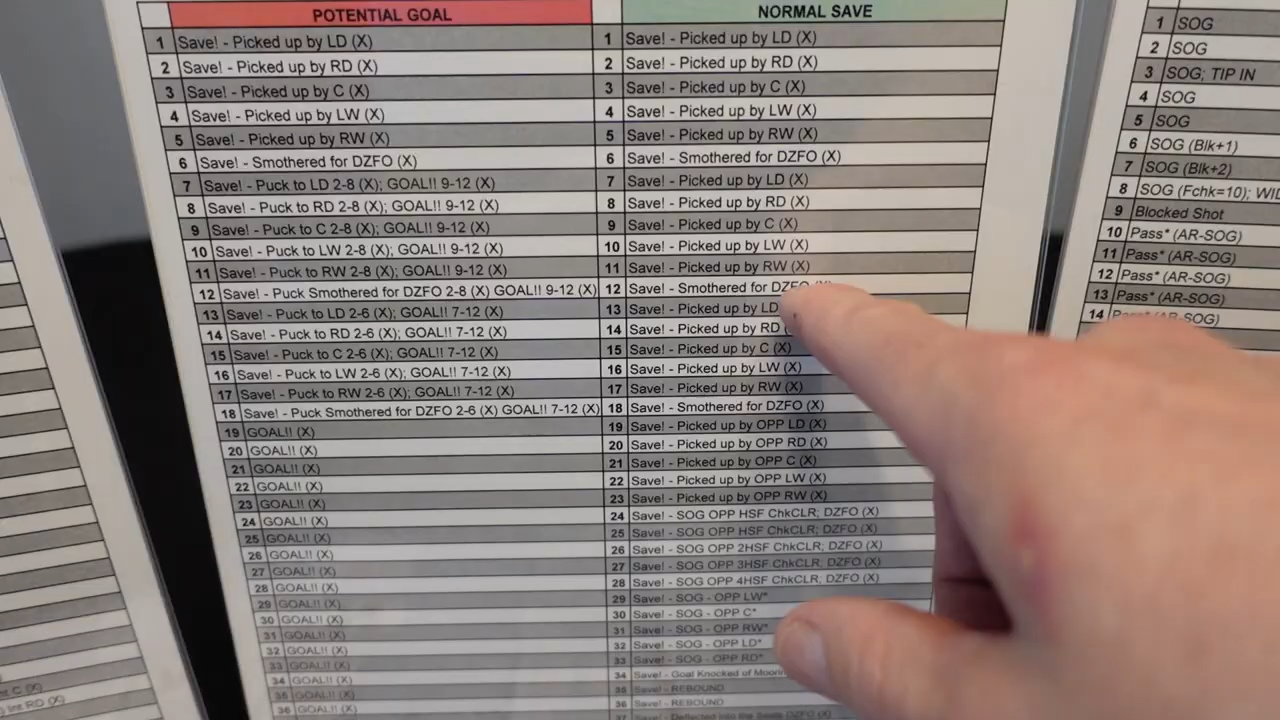 POTENTIAL GOAL
1 Save! - Picked up by LD (X)
2 Save! - Picked up by RD (X)
3 Save! - Picked up by C (X)
4 Save! - Picked up by LW (X)
5 Save! - Picked up by RW (X)
6 Save! - Smothered for DZFO (X)
7 Save! - Puck to LD 2-8 (X); GOAL!! 9-12 (X)
8 Save! - Puck to RD 2-8 (X); GOAL!! 9-12 (X)
9 Save! - Puck to C 2-8 (X); GOAL!! 9-12 (X)
10 Save! - Puck to LW 2-8 (X); GOAL!! 9-12 (X)
11 Save! - Puck to RW 2-8 (X); GOAL!! 9-12 (X)
12 Save! - Puck Smothered for DZFO 2-8 (X) GOAL!! 9-12 (X)
13 Save! - Puck to LD 2-6 (X); GOAL!! 7-12 (X)
14 Save! - Puck to RD 2-6 (X); GOAL!! 7-12 (X)
15 Save! - Puck to C 2-6 (X); GOAL!! 7-12 (X)
16 Save! - Puck to LW 2-6 (X); GOAL!! 7-12 (X)
17 Save! - Puck to RW 2-6 (X); GOAL!! 7-12 (X)
18 Save! - Puck Smothered for DZFO 2-6 (X) GOAL!! 7-12 (X)
19 GOAL!! (X)
20 GOAL!! (X)
21 GOAL!! (X)
22 GOAL!! (X)
23 GOAL!! (X)
24 GOAL!! (X)
25 GOAL!! (X)
26 GOAL!! (X)
27 GOAL!! (X)
28 GOAL!! (X)
29 GOAL!! (X)
30 GOAL!! (X)
31 GOAL!! (X)
32 GOAL!! (X)
33 GOAL!! (X)
34 GOAL!! (X)
35 GOAL!! (X)
36 GOAL!! (X)
NORMAL SAVE
1 Save! - Picked up by LD (X)
2 Save! - Picked up by RD (X)
3 Save! - Picked up by C (X)
4 Save! - Picked up by LW (X)
5 Save! - Picked up by RW (X)
6 Save! - Smothered for DZFO (X)
7 Save! - Picked up by LD (X)
8 Save! - Picked up by RD (X)
9 Save! - Picked up by C (X)
10 Save! - Picked up by LW (X)
11 Save! - Picked up by RW (X)
12 Save! - Smothered for DZFO (X)
13 Save! - Picked up by LD
14 Save! - Picked up by RD
15 Save! - Picked up by C (X)
16 Save! - Picked up by LW (X)
17 Save! - Picked up by RW (X)
18 Save! - Smothered for DZFO (X)
19 Save! - Picked up by OPP LD (X)
20 Save! - Picked up by OPP RD (X)
21 Save! - Picked up by OPP C (X)
22 Save! - Picked up by OPP LW (X)
23 Save! - Picked up by OPP RW (X)
24 Save! - SOG OPP HSF ChkCLR; DZFO (X)
25 Save! - SOG OPP HSF ChkCLR; DZFO (X)
26 Save! - SOG OPP 2HSF ChkCLR; DZFO (X)
27 Save! - SOG OPP 3HSF ChkCLR; DZFO (X)
28 Save! - SOG OPP 4HSF ChkCLR; DZFO (X)
29 Save! - SOG - OPP LW*
30 Save! - SOG - OPP C*
31 Save! - SOG - OPP RW*
32 Save! - SOG - OPP LD*
33 Save! - SOG - OPP RD*
34 Save! - Goal Knocked of
35 Save! - REBOUND
36 Save! - REBOUND
37 Save! - Deflected into the Seats DZFO (X)
1 SOG
2 SOG
3 SOG; TIP IN
4 SOG
5 SOG
6 SOG (Blk+1)
7 SOG (Blk+2)
8 SOG (Fchk=10);
9 Blocked Shot
10 Pass* (AR-SOG)
11 Pass* (AR-SOG)
12 Pass* (AR-SOG)
13 Pass* (AR-SOG)
14 Pass* (AR-SOG)
C (X)
Int RD (X)